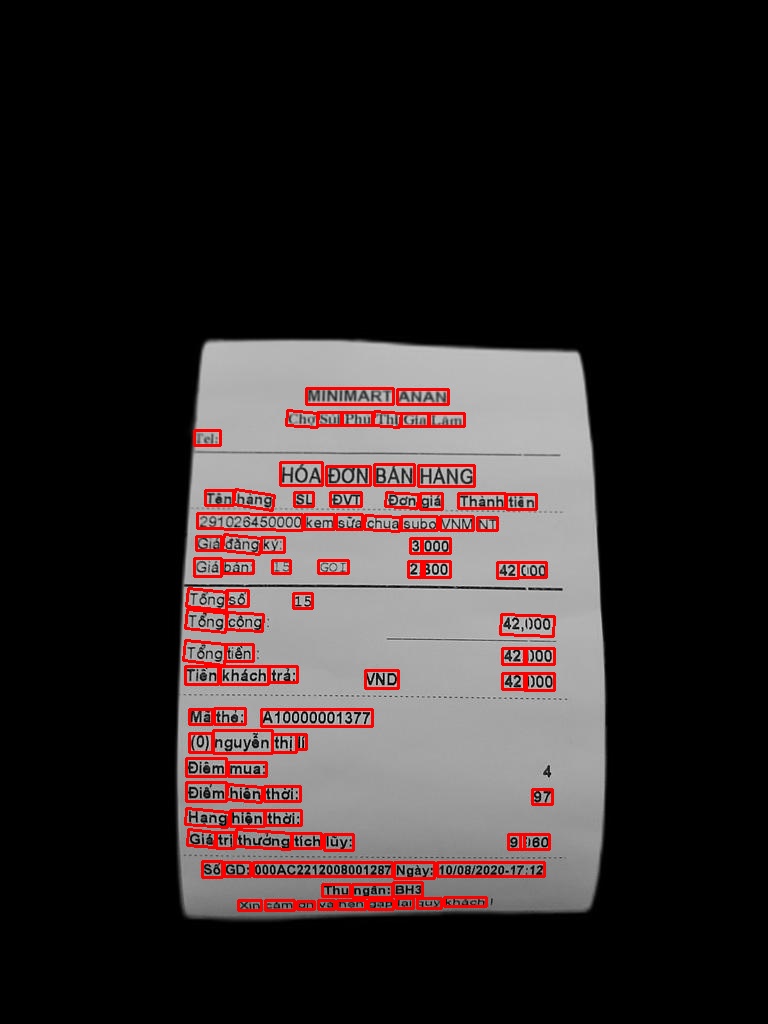 MINIMART ANAN
Chợ Sủi Phú Thị Gia Lâm
Tel:
HÓA ĐƠN BÁN HÀNG
Tên hàng SL ĐVT Đơn giá Thành tiền
291026450000 kem sữa chua subo VNM NT
Giá đăng ký: 3,000
Giá bán: 15 GOI 2,800 42,000
Tổng số 15
Tổng cộng : 42,000
Tổng tiền : 42,000
Tiền khách trả: VND 42,000
Mã thẻ: A10000001377
(0) nguyễn thị lí
Điểm mua: 4
Điểm hiện thời: 97
Hạng hiện thời:
Giá trị thưởng tích lũy: 9,960
Số GD: 000AC2212008001287 Ngày: 10/08/2020-17:12
Thu ngân: BH3
Xin cảm ơn và hẹn gặp lại quý khách !